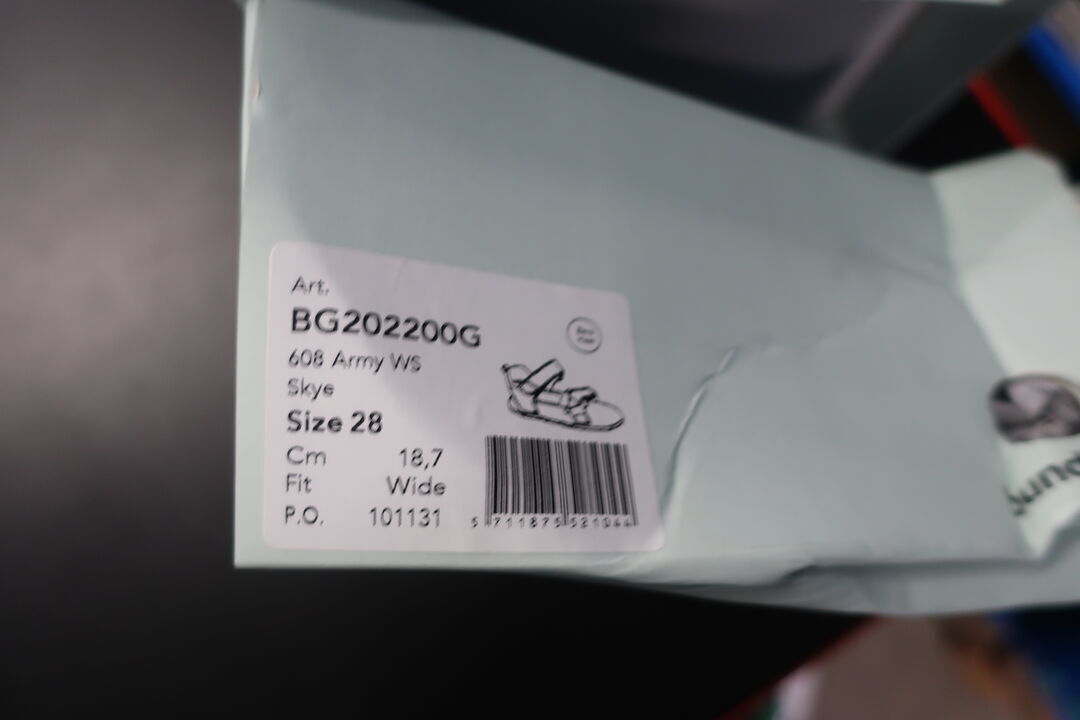 Art.
BG202200G
608 Army WS
Skye
Size 28
Cm 18,7
Fit Wide
P.O. 101131